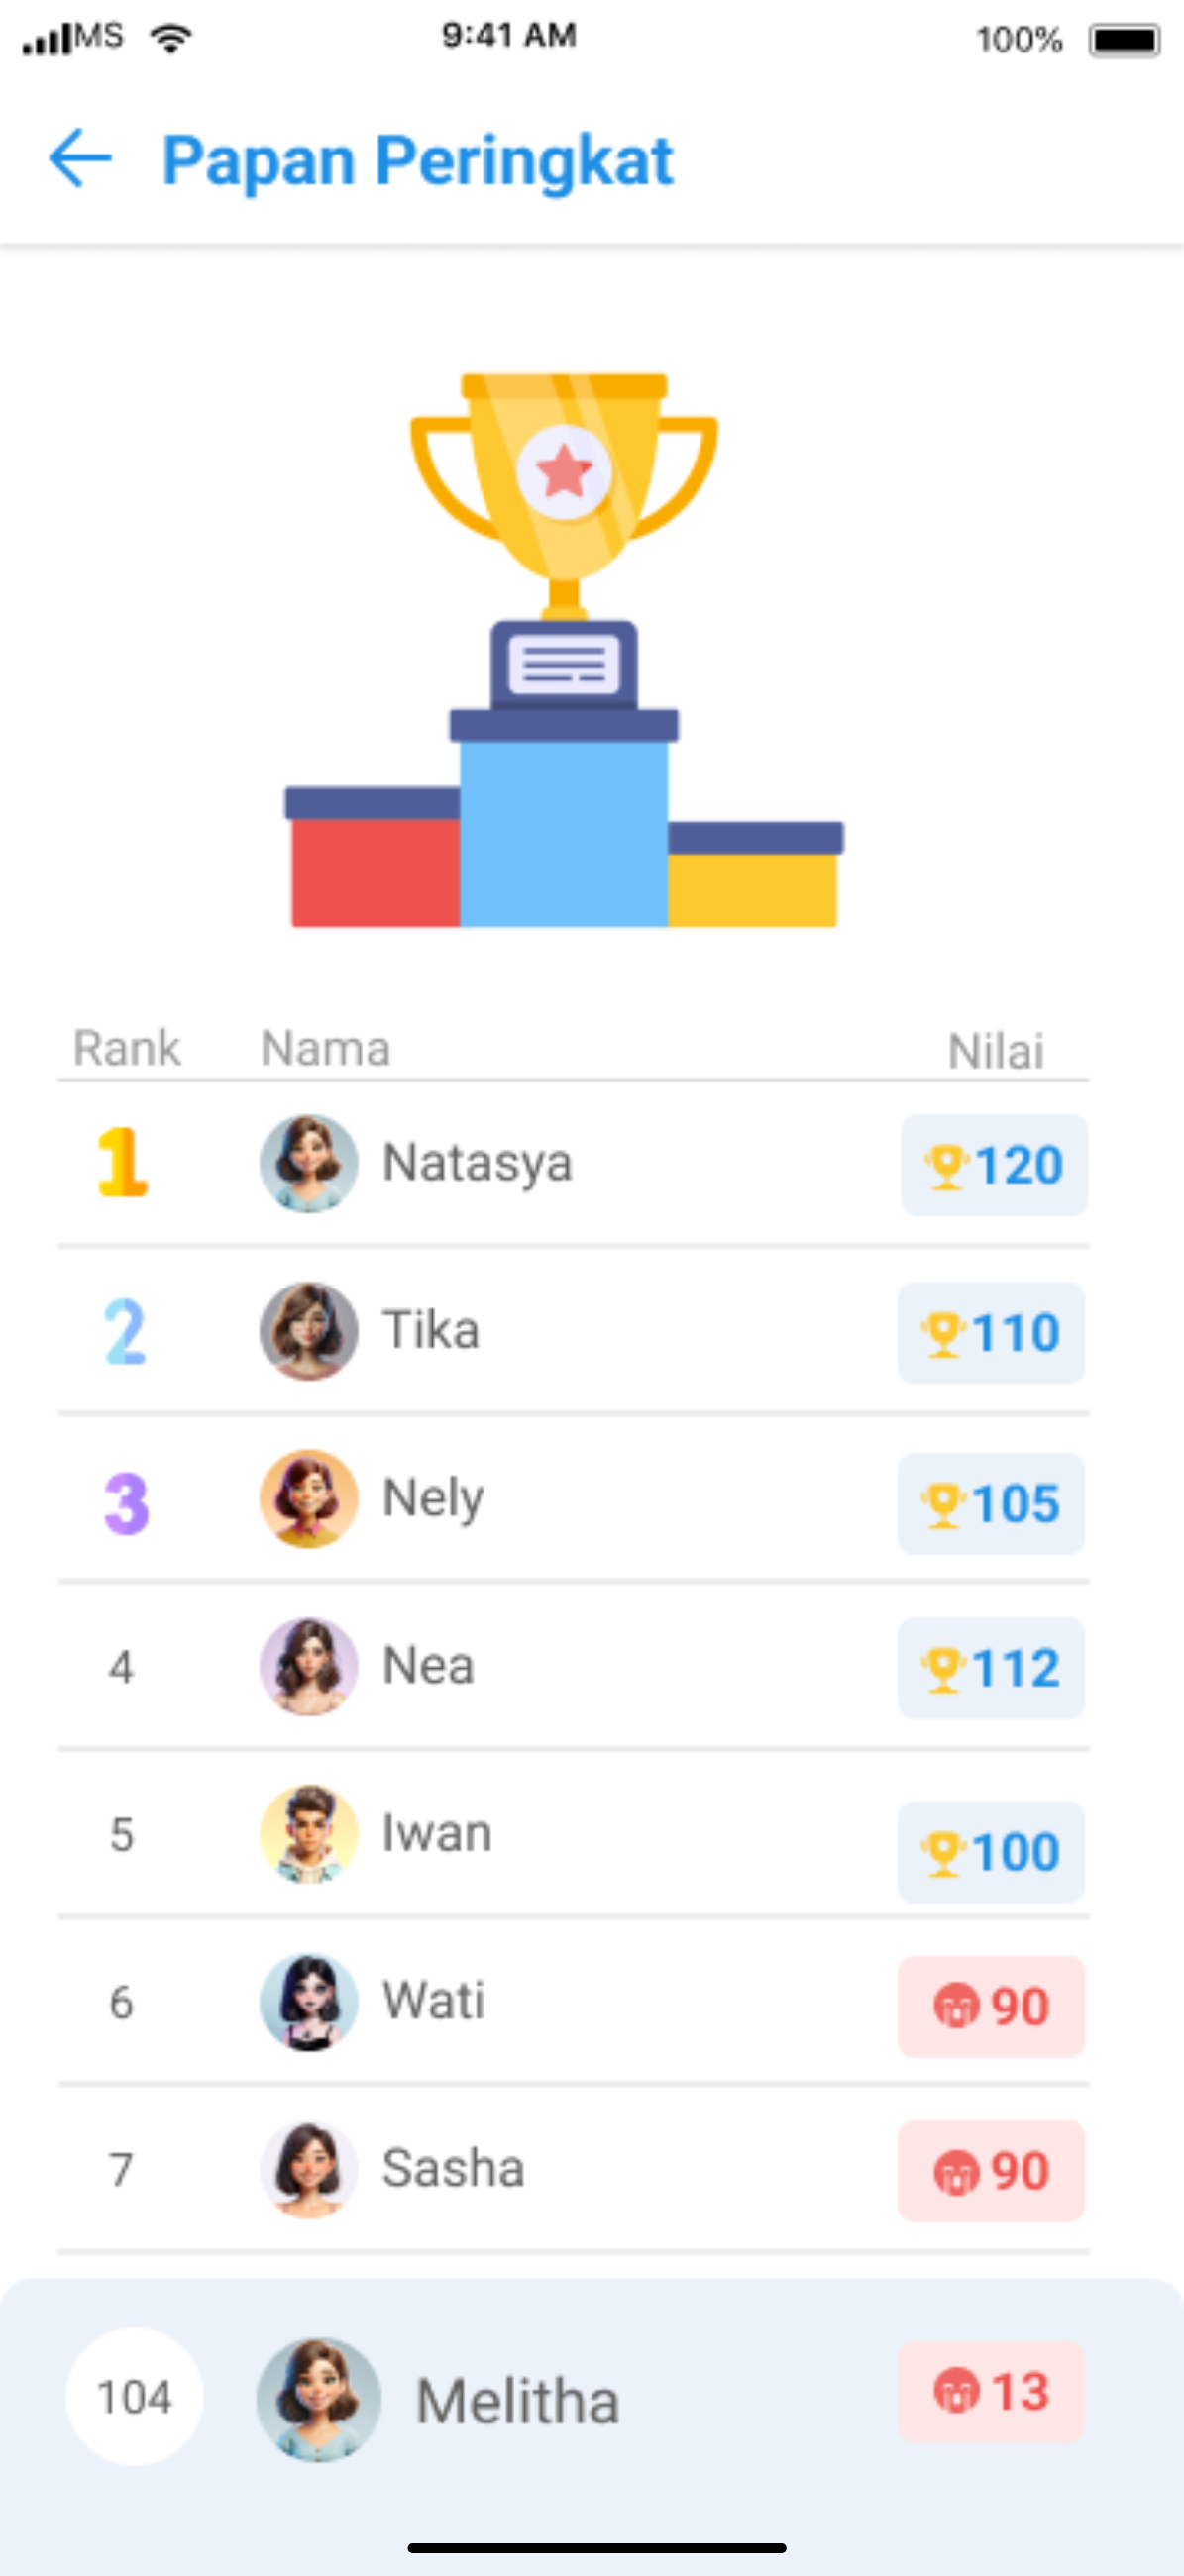 MS 9:41 AM 100%
Papan Peringkat
Rank Nama Nilai
1 Natasya 120
2 Tika 110
3 Nely 105
4 Nea 112
5 Iwan 100
6 Wati 90
7 Sasha 90
104 Melitha 13